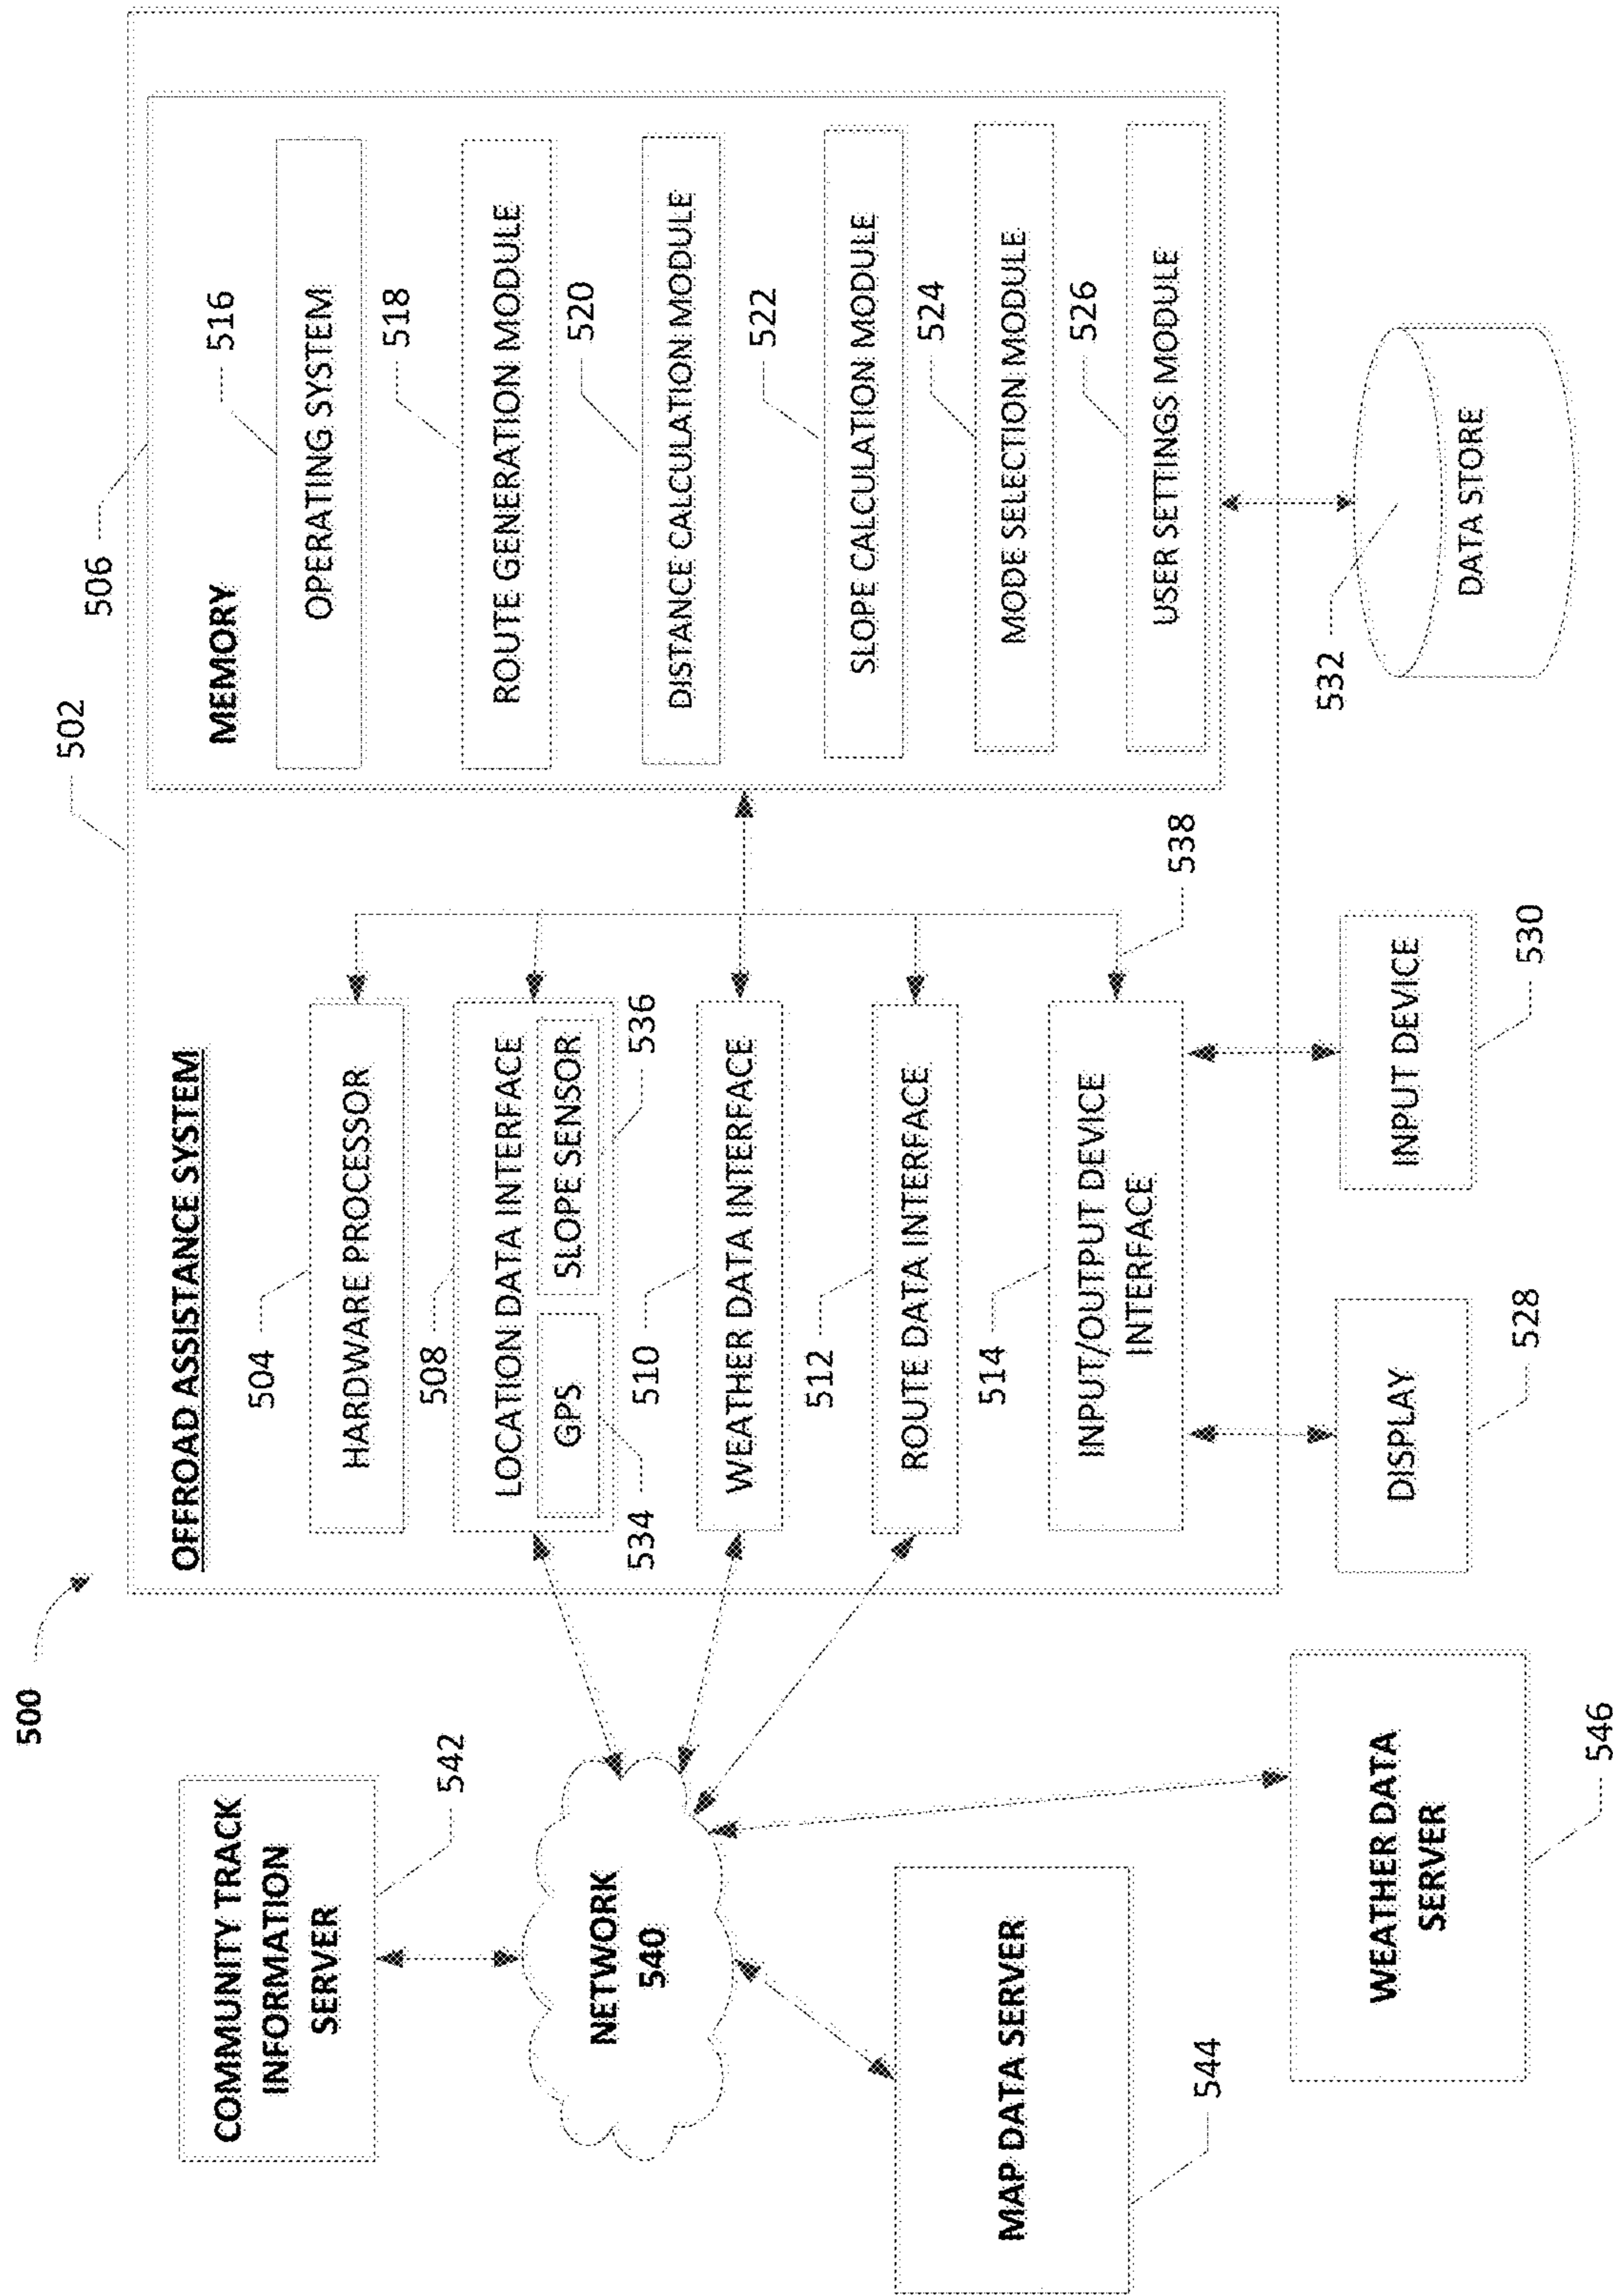 500
502
506
OFFROAD ASSISTANCE SYSTEM
MEMORY
COMMUNITY TRACK
INFORMATION
SERVER
542
NETWORK
540
MAP DATA SERVER
544
WEATHER DATA
SERVER
546
504
HARDWARE PROCESSOR
508
LOCATION DATA INTERFACE
GPS
SLOPE SENSOR
534
536
510
WEATHER DATA INTERFACE
512
ROUTE DATA INTERFACE
514
INPUT/OUTPUT DEVICE
INTERFACE
538
516
OPERATING SYSTEM
518
ROUTE GENERATION MODULE
520
DISTANCE CALCULATION MODULE
522
SLOPE CALCULATION MODULE
524
MODE SELECTION MODULE
526
USER SETTINGS MODULE
DISPLAY
528
INPUT DEVICE
530
532
DATA STORE